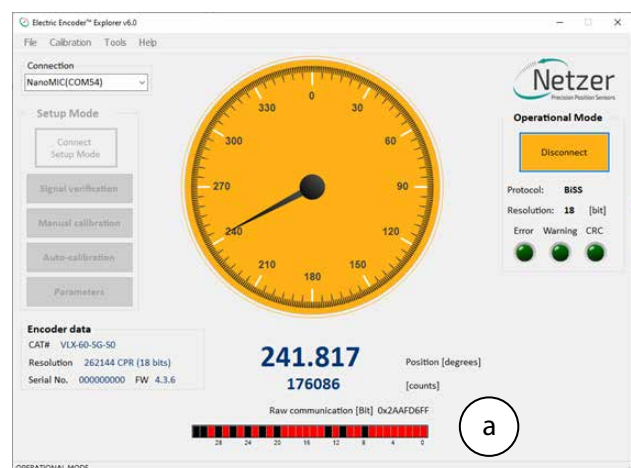 Electric Encoder™ Explorer v6.0
File Calibration Tools Help
Connection
NanoMIC(COM54)
Setup Mode
Connect
Setup Mode
Signal verification
Manual calibration
Auto-calibration
Parameters
Encoder data
CAT# VLX-60-SG-S0
Resolution 262144 CPR (18 bits)
Serial No. 000000000 FW 4.3.6
0
30
60
90
120
150
180
210
240
270
300
330
241.817 Position [degrees]
176086 [counts]
Raw communication [Bit] 0x2AAFD6FF
28 24 20 16 12 8 4 0
Netzer
Precision Position Sensors
Operational Mode
Disconnect
Protocol: BiSS
Resolution: 18 [bit]
Error Warning CRC
a
OPERATIONAL MODE